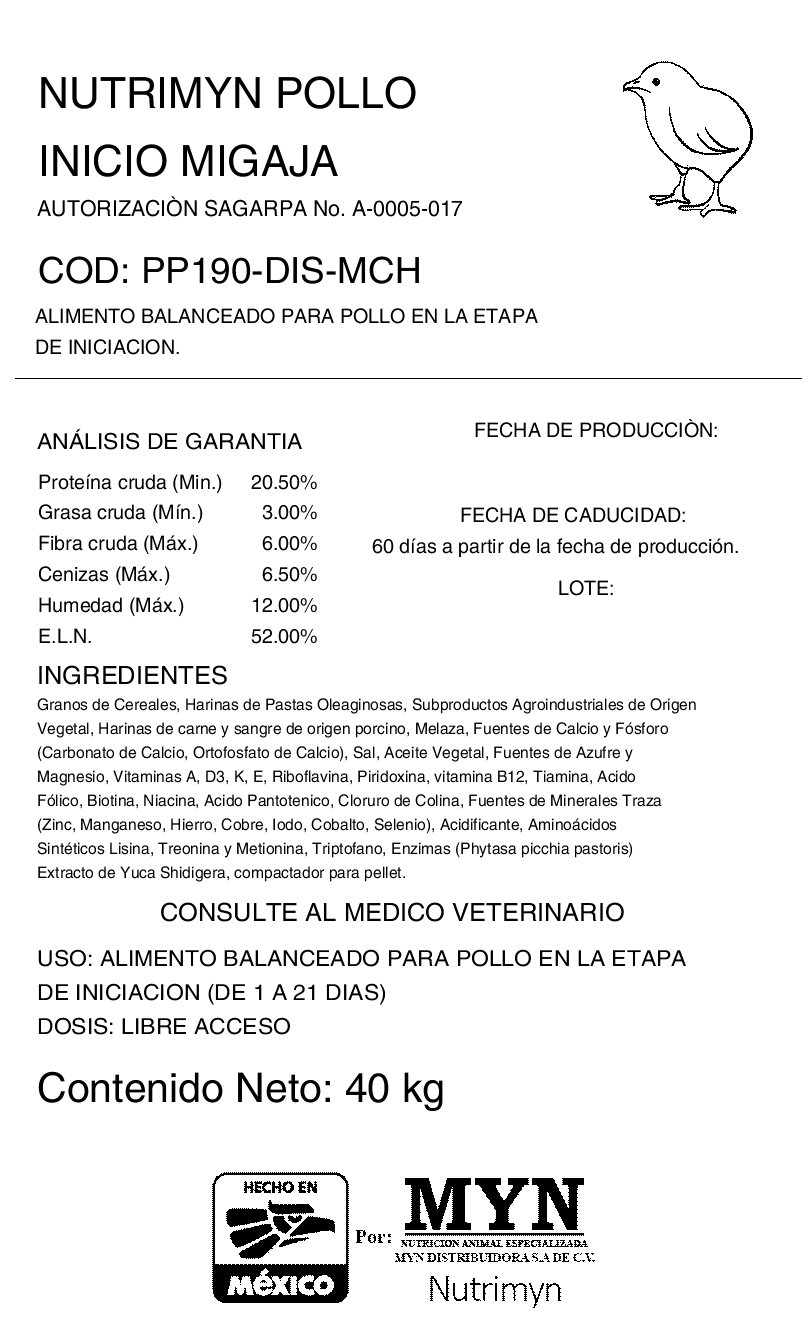 NUTRIMYN POLLO
INICIO MIGAJA
AUTORIZACIÒN SAGARPA No. A-0005-017
COD: PP190-DIS-MCH
ALIMENTO BALANCEADO PARA POLLO EN LA ETAPA
DE INICIACION.
ANÁLISIS DE GARANTIA
Proteína cruda (Min.) 20.50%
Grasa cruda (Mín.) 3.00%
Fibra cruda (Máx.) 6.00%
Cenizas (Máx.) 6.50%
Humedad (Máx.) 12.00%
E.L.N. 52.00%
FECHA DE PRODUCCIÒN:
FECHA DE CADUCIDAD:
60 días a partir de la fecha de producción.
LOTE:
INGREDIENTES
Granos de Cereales, Harinas de Pastas Oleaginosas, Subproductos Agroindustriales de Origen
Vegetal, Harinas de carne y sangre de origen porcino, Melaza, Fuentes de Calcio y Fósforo
(Carbonato de Calcio, Ortofosfato de Calcio), Sal, Aceite Vegetal, Fuentes de Azufre y
Magnesio, Vitaminas A, D3, K, E, Riboflavina, Piridoxina, vitamina B12, Tiamina, Acido
Fólico, Biotina, Niacina, Acido Pantotenico, Cloruro de Colina, Fuentes de Minerales Traza
(Zinc, Manganeso, Hierro, Cobre, Iodo, Cobalto, Selenio), Acidificante, Aminoácidos
Sintéticos Lisina, Treonina y Metionina, Triptofano, Enzimas (Phytasa picchia pastoris)
Extracto de Yuca Shidigera, compactador para pellet.
CONSULTE AL MEDICO VETERINARIO
USO: ALIMENTO BALANCEADO PARA POLLO EN LA ETAPA
DE INICIACION (DE 1 A 21 DIAS)
DOSIS: LIBRE ACCESO
Contenido Neto: 40 kg
HECHO EN
MéXICO
Por:
MYN
NUTRICION ANIMAL ESPECIALIZADA
MYN DISTRIBUIDORA S.A DE C.V.
Nutrimyn